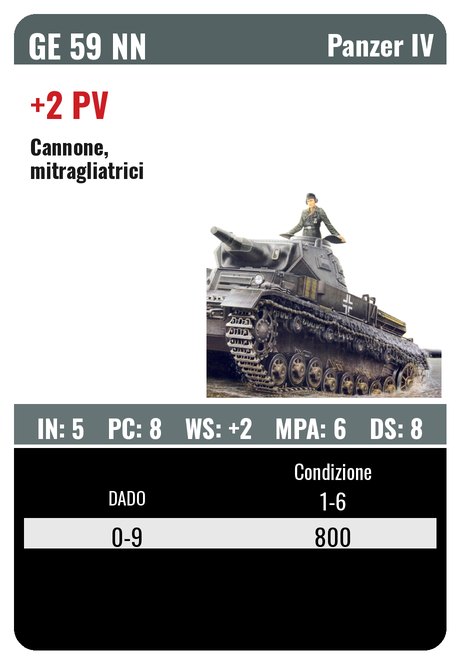 GE 59 NN Panzer IV
+2 PV
Cannone,
mitragliatrici
IN: 5 PC: 8 WS: +2 MPA: 6 DS: 8
Condizione
DADO 1-6
0-9 800